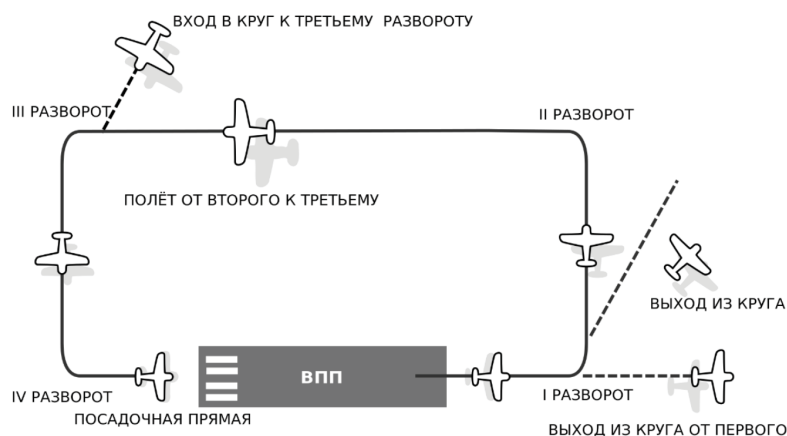 ВХОД В КРУГ К ТРЕТЬЕМУ РАЗВОРОТУ
III РАЗВОРОТ
II РАЗВОРОТ
ПОЛЁТ ОТ ВТОРОГО К ТРЕТЬЕМУ
ВЫХОД ИЗ КРУГА
ВПП
IV РАЗВОРОТ
I РАЗВОРОТ
ПОСАДОЧНАЯ ПРЯМАЯ
ВЫХОД ИЗ КРУГА ОТ ПЕРВОГО